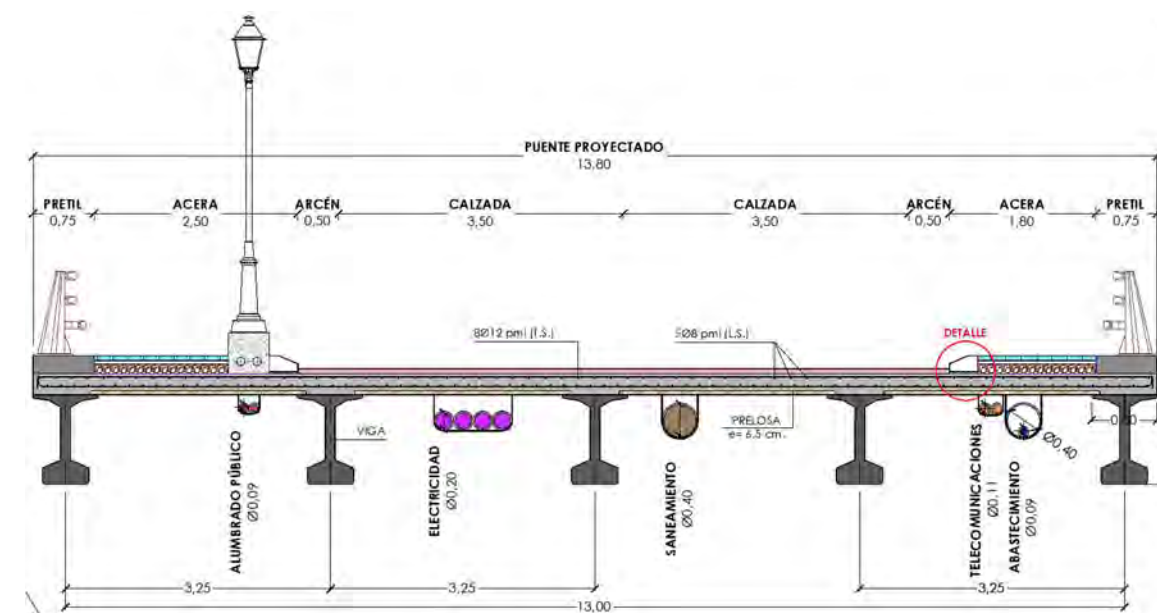 PUENTE PROYECTADO
13,80
PRETIL ACERA ARCÉN CALZADA CALZADA ARCÉN ACERA PRETIL
0,75 2,50 0,50 3,50 3,50 0,50 1,80 0,75
8Ø12 pml (T.S.)
5Ø8 pml (L.S.)
DETALLE
VIGA
PRELOSA
e= 6.5 cm.
Ø0,40
ALUMBRADO PÚBLICO
Ø0,09
ELECTRICIDAD
Ø0,20
SANEAMIENTO
Ø0,40
TELECOMUNICACIONES
Ø0,11
ABASTECIMIENTO
Ø0,09
3,25 3,25 3,25
13,00